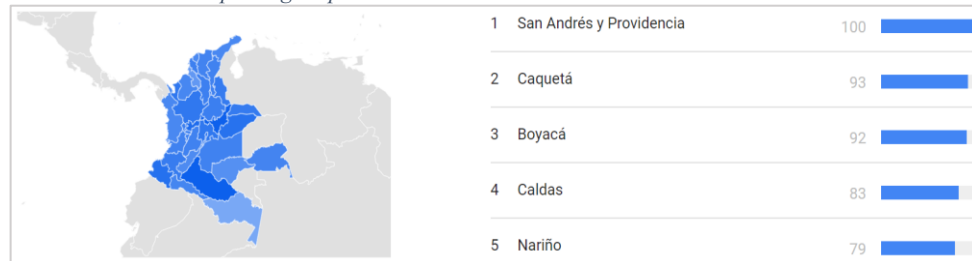 1 San Andrés y Providencia 100
2 Caquetá 93
3 Boyacá 92
4 Caldas 83
5 Nariño 79